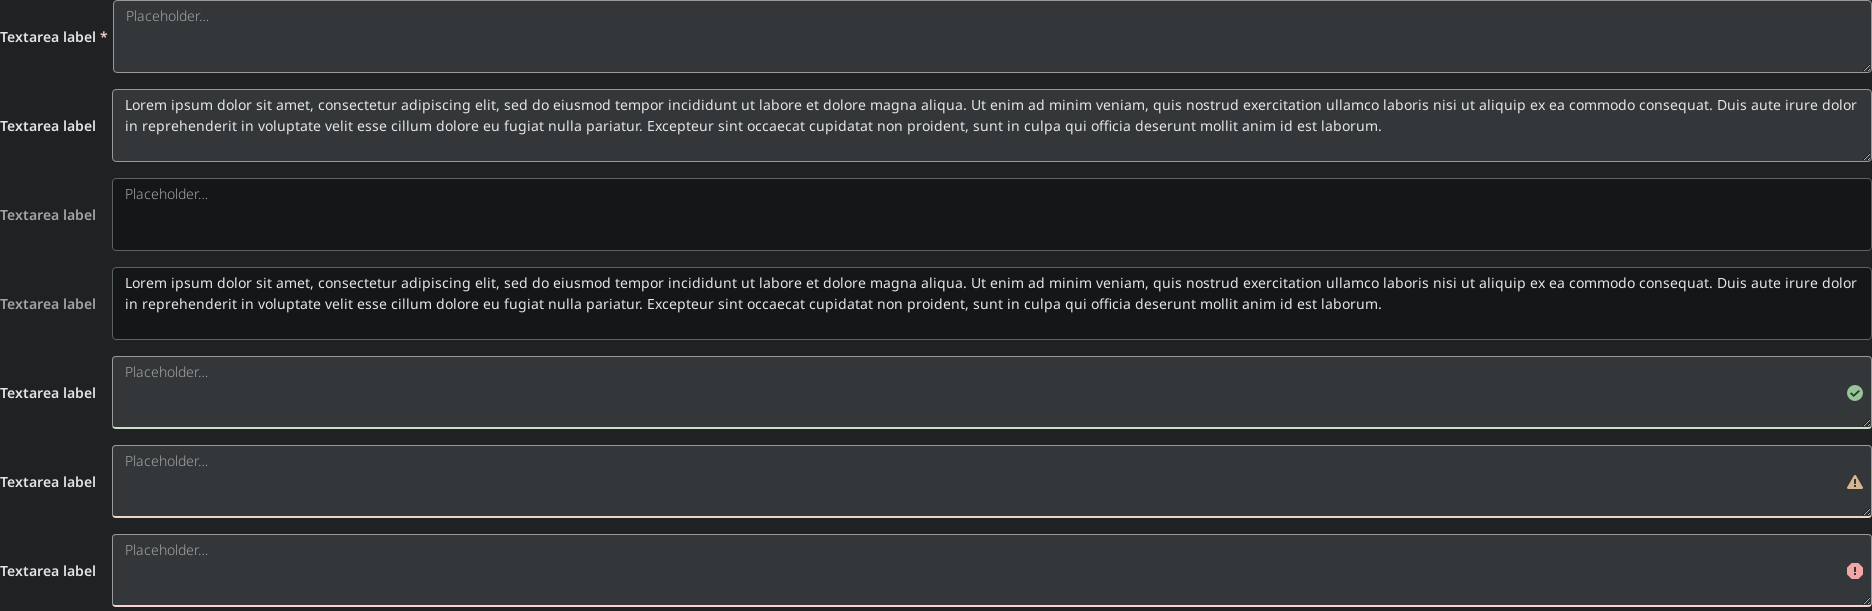 Textarea label *
Placeholder...
Textarea label
Lorem ipsum dolor sit amet, consectetur adipiscing elit, sed do eiusmod tempor incididunt ut labore et dolore magna aliqua. Ut enim ad minim veniam, quis nostrud exercitation ullamco laboris nisi ut aliquip ex ea commodo consequat. Duis aute irure dolor
in reprehenderit in voluptate velit esse cillum dolore eu fugiat nulla pariatur. Excepteur sint occaecat cupidatat non proident, sunt in culpa qui officia deserunt mollit anim id est laborum.
Textarea label
Placeholder...
Textarea label
Lorem ipsum dolor sit amet, consectetur adipiscing elit, sed do eiusmod tempor incididunt ut labore et dolore magna aliqua. Ut enim ad minim veniam, quis nostrud exercitation ullamco laboris nisi ut aliquip ex ea commodo consequat. Duis aute irure dolor
in reprehenderit in voluptate velit esse cillum dolore eu fugiat nulla pariatur. Excepteur sint occaecat cupidatat non proident, sunt in culpa qui officia deserunt mollit anim id est laborum.
Textarea label
Placeholder...
Textarea label
Placeholder...
Textarea label
Placeholder...